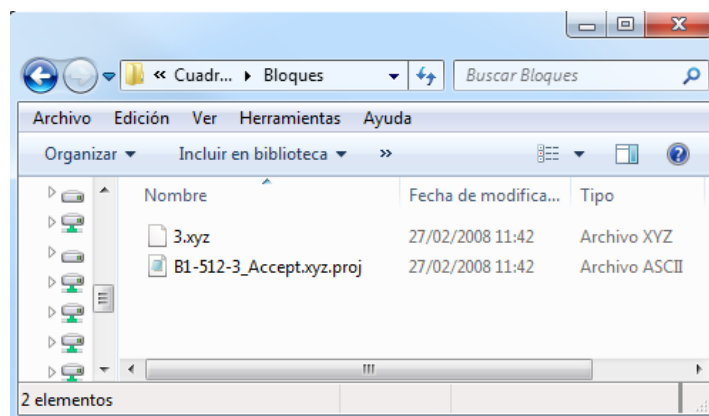 « Cuadr... ▸ Bloques Buscar Bloques
Archivo Edición Ver Herramientas Ayuda
Organizar Incluir en biblioteca »
Nombre Fecha de modifica... Tipo
3.xyz 27/02/2008 11:42 Archivo XYZ
B1-512-3_Accept.xyz.proj 27/02/2008 11:42 Archivo ASCII
2 elementos